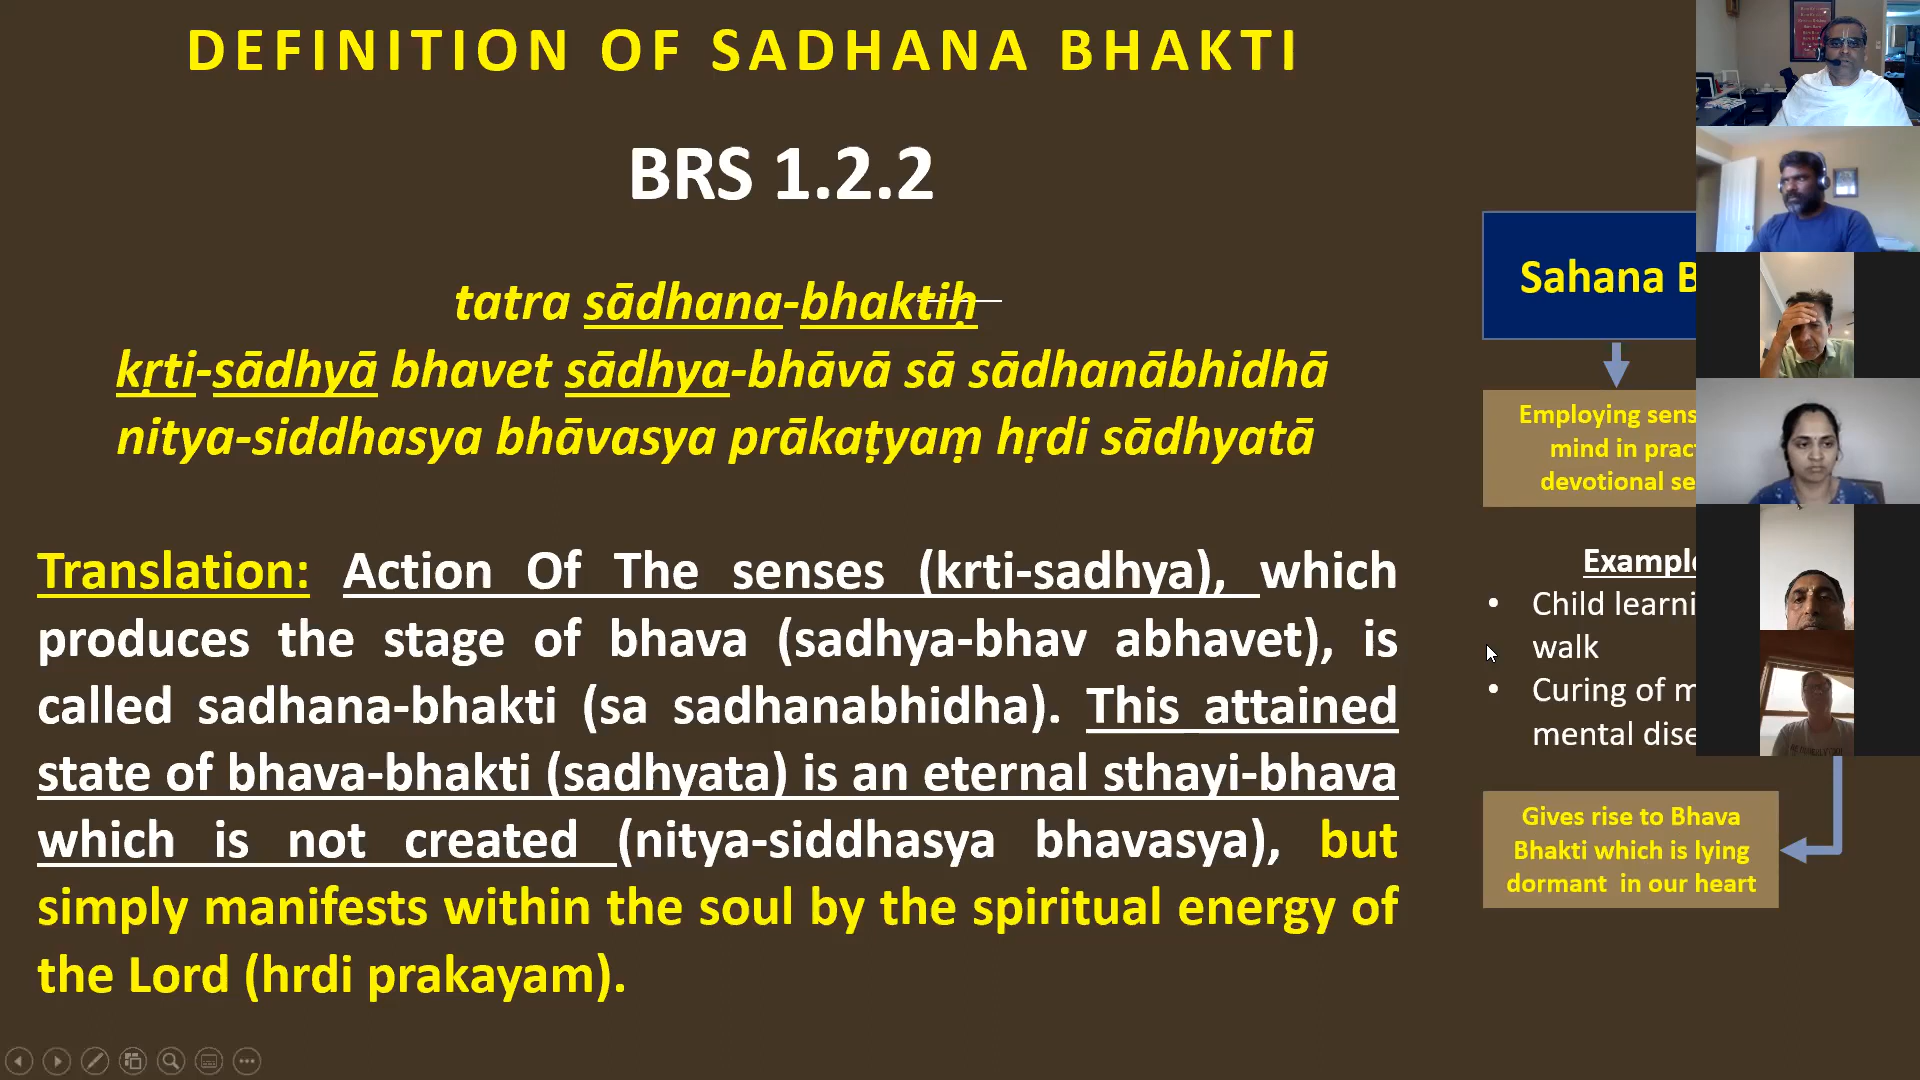 DEFINITION OF SADHANA BHAKTI
BRS 1.2.2
tatra sādhana-bhaktiḥ
kṛti-sādhyā bhavet sādhya-bhāvā sā sādhanābhidhā
nitya-siddhasya bhāvasya prākaṭyaṃ hṛdi sādhyatā
Translation: Action Of The senses (krti-sadhya), which
produces the stage of bhava (sadhya-bhav abhavet), is
called sadhana-bhakti (sa sadhanabhidha). This attained
state of bhava-bhakti (sadhyata) is an eternal sthayi-bhava
which is not created (nitya-siddhasya bhavasya), but
simply manifests within the soul by the spiritual energy of
the Lord (hrdi prakayam).
Sahana B
Employing sens
mind in prac
devotional se
Example
• Child learni
walk
• Curing of m
mental dise
Gives rise to Bhava
Bhakti which is lying
dormant in our heart